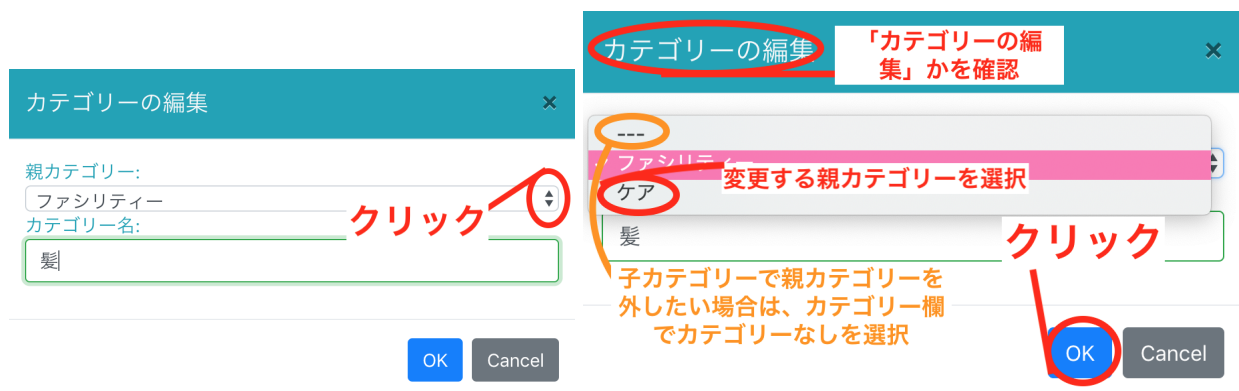 カテゴリーの編集
×
親カテゴリー:
ファシリティー
カテゴリー名:
髪
クリック
OK
Cancel
カテゴリーの編集
「カテゴリーの編
集」かを確認
×
---
✓ ファシリティー
ケア
変更する親カテゴリーを選択
髪
クリック
子カテゴリーで親カテゴリーを
外したい場合は、カテゴリー欄
でカテゴリーなしを選択
OK
Cancel